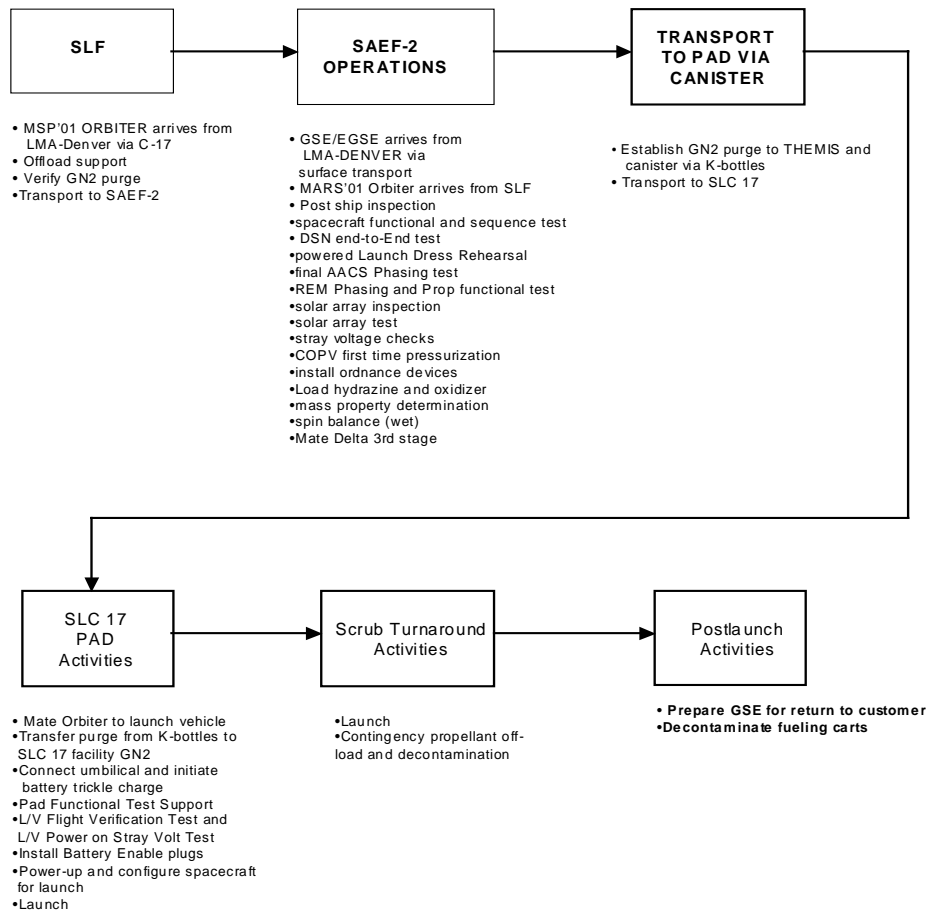 SLF
• MSP'01 ORBITER arrives from
LMA-Denver via C-17
• Offload support
• Verify GN2 purge
•Transport to SAEF-2
SAEF-2
OPERATIONS
• GSE/EGSE arrives from
LMA-DENVER via
surface transport
• MARS'01 Orbiter arrives from SLF
• Post ship inspection
•spacecraft functional and sequence test
• DSN end-to-End test
•powered Launch Dress Rehearsal
•final AACS Phasing test
•REM Phasing and Prop functional test
•solar array inspection
•solar array test
•stray voltage checks
•COPV first time pressurization
•install ordnance devices
•Load hydrazine and oxidizer
•mass property determination
•spin balance (wet)
•Mate Delta 3rd stage
TRANSPORT
TO PAD VIA
CANISTER
• Establish GN2 purge to THEMIS and
canister via K-bottles
• Transport to SLC 17
SLC 17
PAD
Activities
• Mate Orbiter to launch vehicle
•Transfer purge from K-bottles to
SLC 17 facility GN2
•Connect umbilical and initiate
battery trickle charge
•Pad Functional Test Support
•L/V Flight Verification Test and
L/V Power on Stray Volt Test
•Install Battery Enable plugs
•Power-up and configure spacecraft
for launch
•Launch
Scrub Turnaround
Activities
•Launch
•Contingency propellant off-
load and decontamination
Postlaunch
Activities
• Prepare GSE for return to customer
•Decontaminate fueling carts